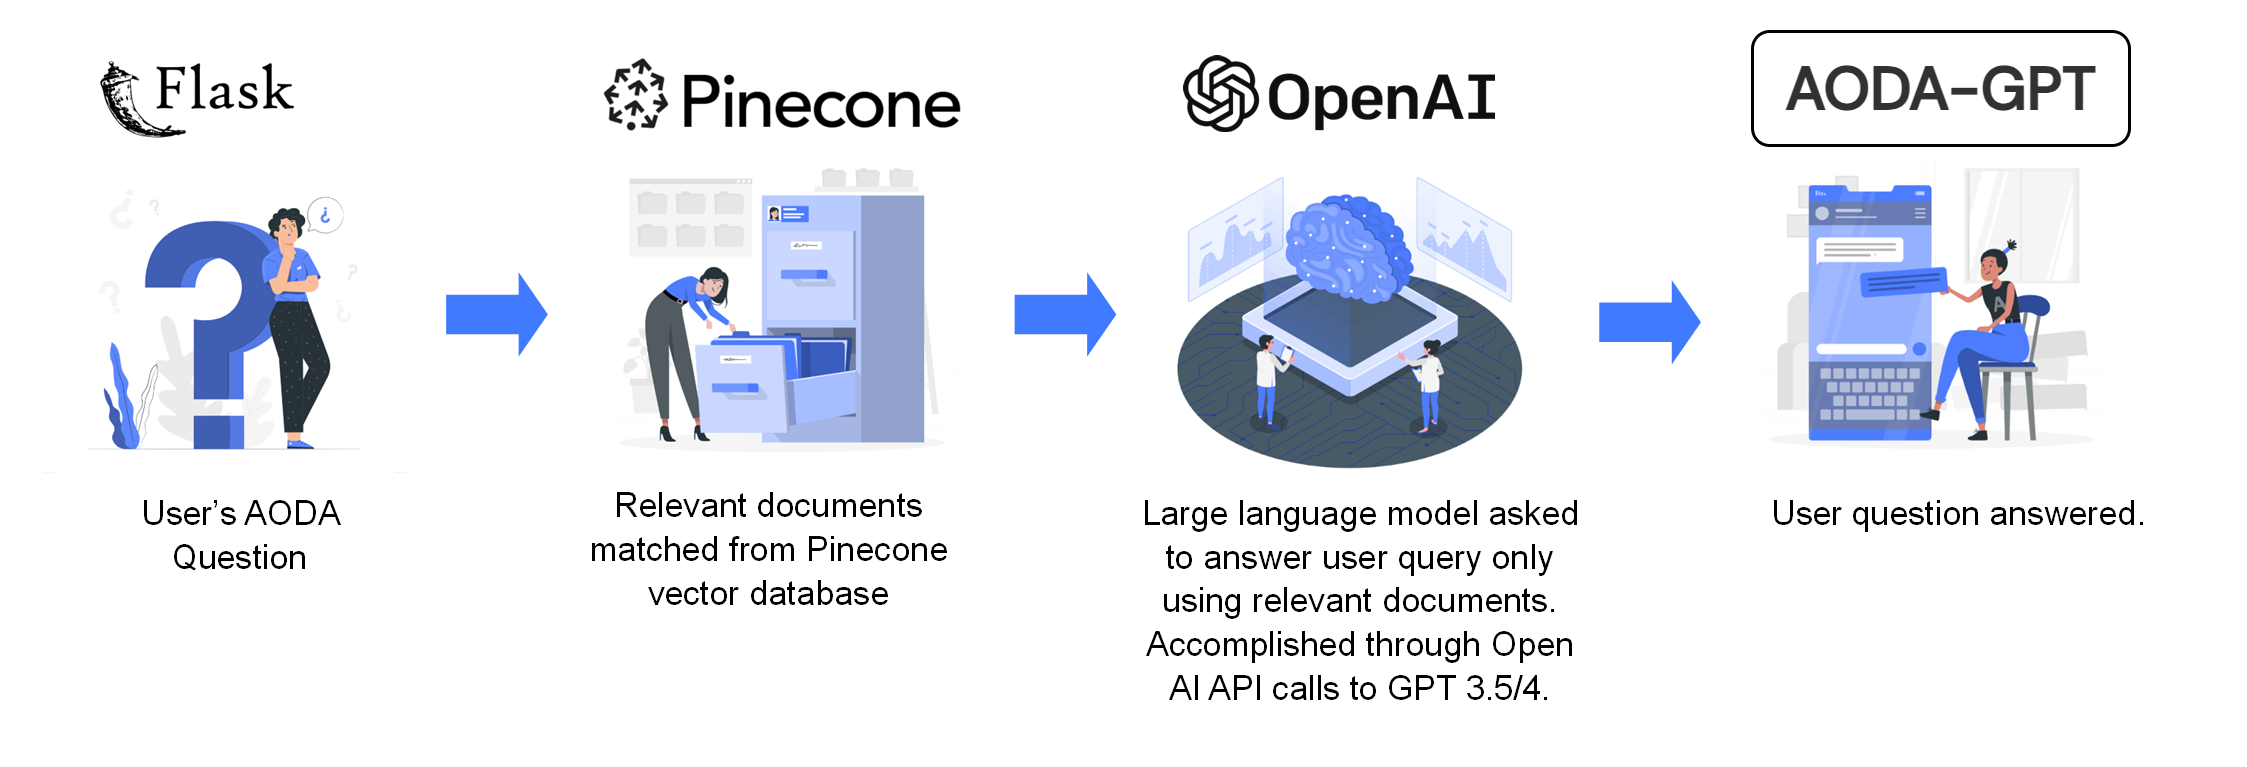 Flask
Pinecone
OpenAI
AODA-GPT
User's AODA
Question
Relevant documents
matched from Pinecone
vector database
Large language model asked
to answer user query only
using relevant documents.
Accomplished through Open
AI API calls to GPT 3.5/4.
User question answered.